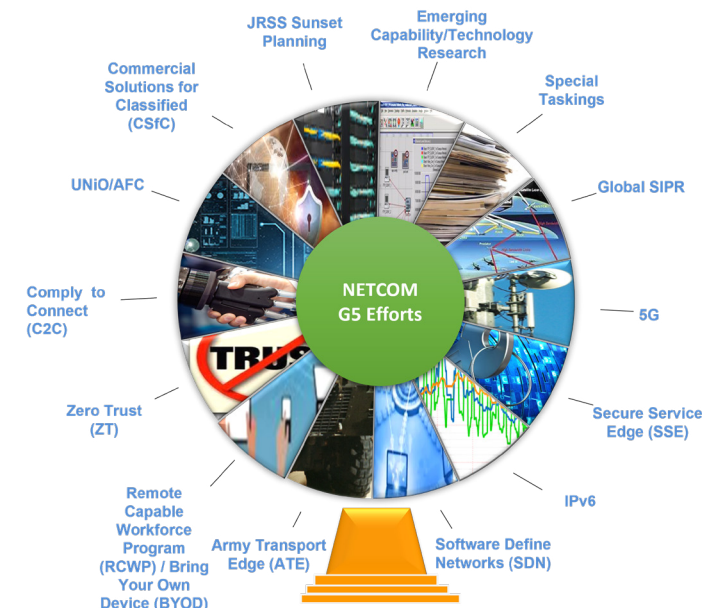 JRSS Sunset
Planning
Emerging
Capability/Technology
Research
Commercial
Solutions for
Classified
(CSfC)
Special
Taskings
UNiO/AFC
Global SIPR
NETCOM
G5 Efforts
Comply to
Connect
(C2C)
5G
TRUS
Zero Trust
(ZT)
Secure Service
Edge (SSE)
IPv6
Remote
Capable
Workforce
Program
(RCWP) / Bring
Your Own
Device (BYOD)
Army Transport
Edge (ATE)
Software Define
Networks (SDN)